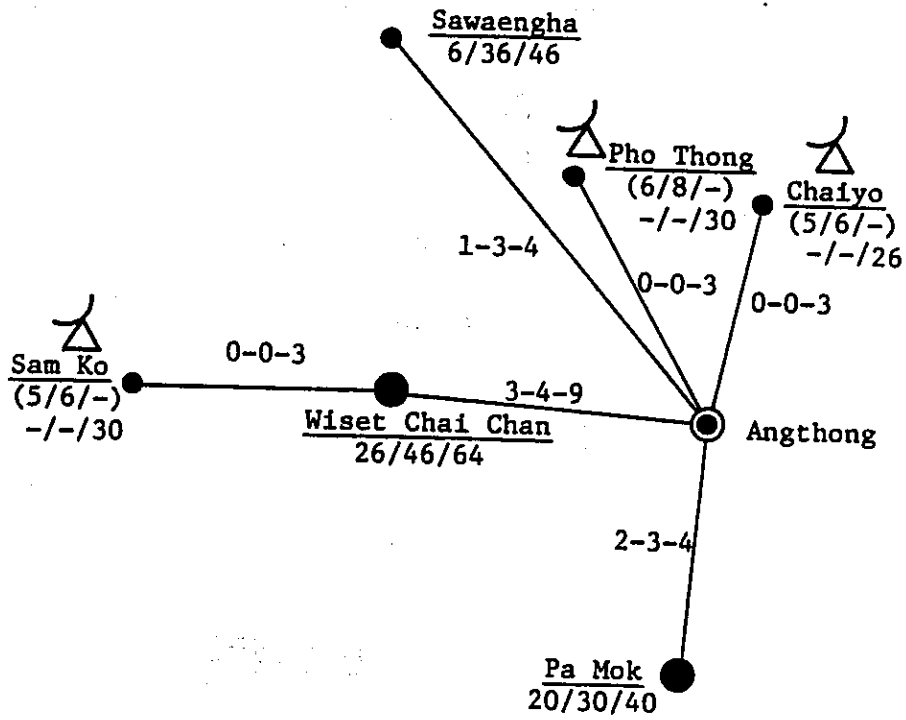 Sawaengha
6/36/46
Pho Thong
(6/8/-)
-/-/30
Chaiyo
(5/6/-)
-/-/26
1-3-4
0-0-3
0-0-3
Sam Ko
(5/6/-)
-/-/30
0-0-3
Wiset Chai Chan
26/46/64
3-4-9
Angthong
2-3-4
Pa Mok
20/30/40